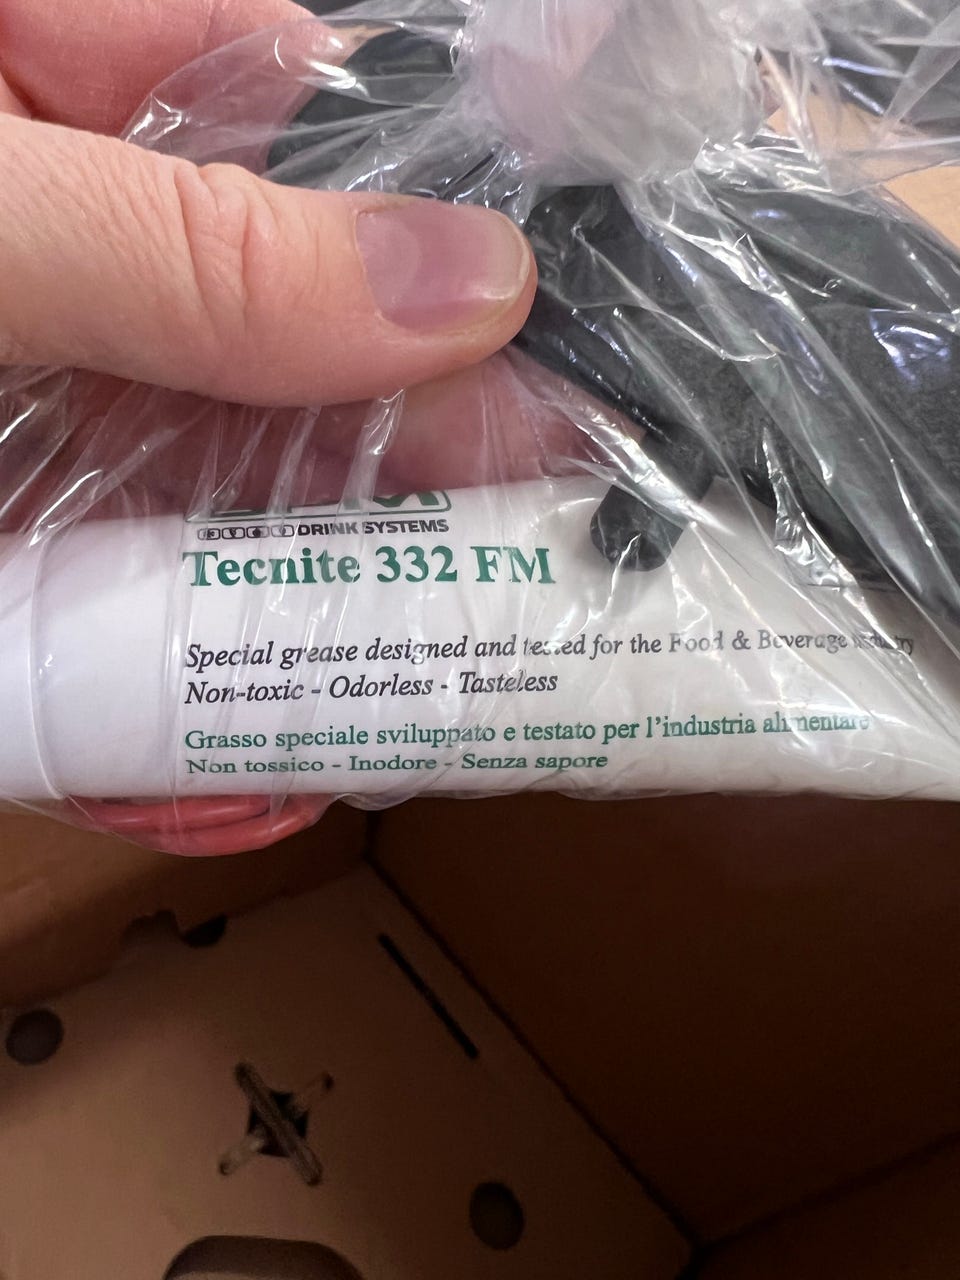 DRINK SYSTEMS
Tecnite 332 FM
Special grease designed and tested for the Food & Beverage Industry
Non-toxic - Odorless - Tasteless
Grasso speciale sviluppato e testato per l'industria alimentare
Non tossico - Inodore - Senza sapore